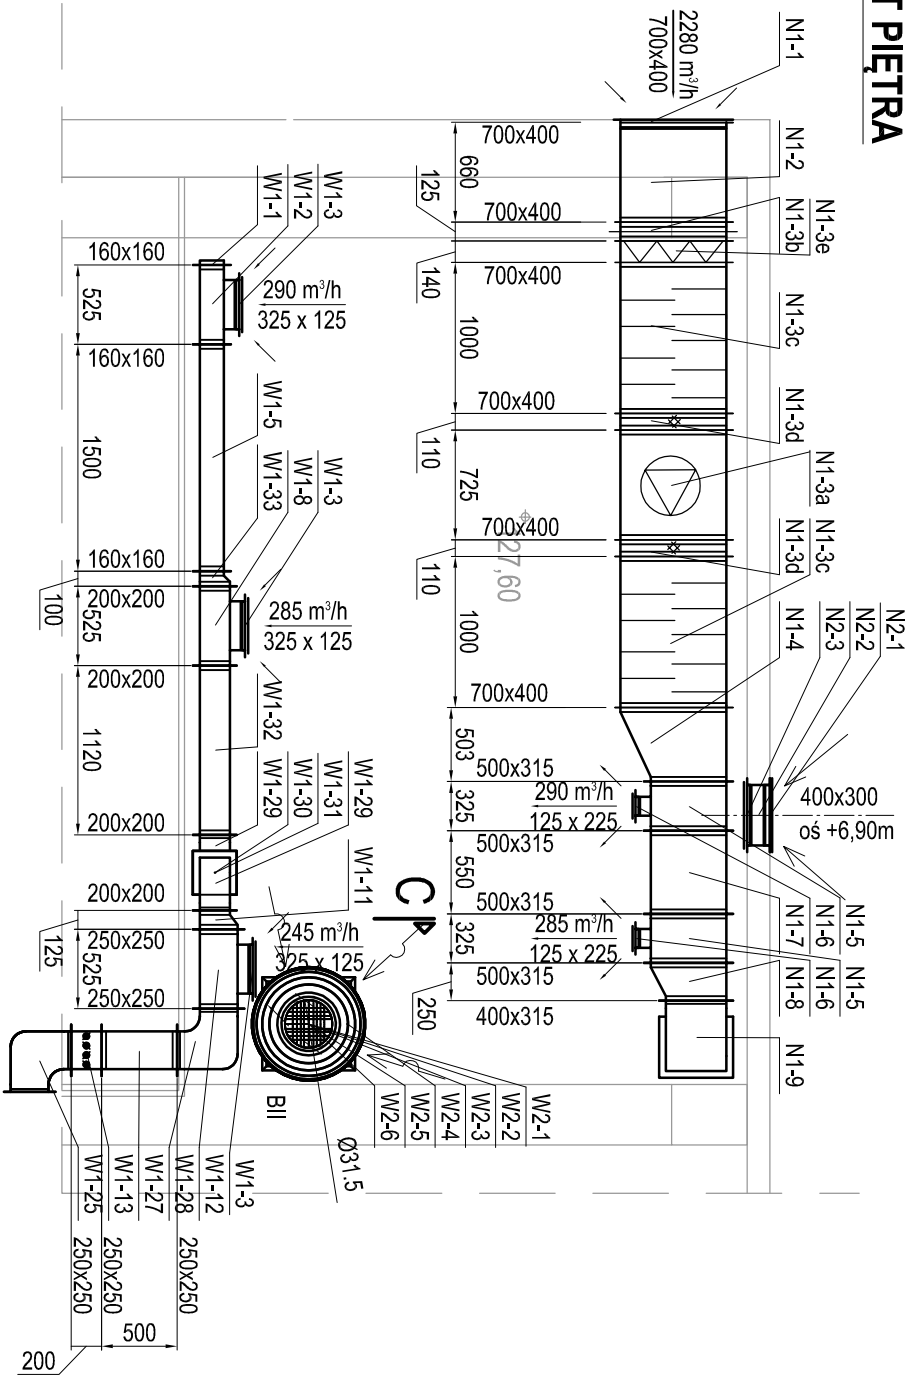 T PIĘTRA
N1-1
2280 m³/h
700x400
N1-2
N1-3e
N1-3b
N1-3c
N1-3d
N1-3a
N1-3c
N1-3d
N1-4
N2-1
N2-2
N2-3
400x300
oś +6,90m
N1-5
N1-6
N1-7
N1-5
N1-6
N1-8
N1-9
700x400
660
125
700x400
140
700x400
1000
700x400
110
725
700x400
110
27,60
1000
700x400
503
500x315
290 m³/h
125 x 225
325
500x315
550
500x315
285 m³/h
125 x 225
325
500x315
250
400x315
W1-3
W1-2
W1-1
160x160
290 m³/h
325 x 125
525
160x160
W1-5
1500
W1-3
W1-8
W1-33
160x160
100
200x200
285 m³/h
325 x 125
525
200x200
W1-32
1120
W1-29
W1-31
W1-30
W1-29
200x200
W1-11
200x200
125
250x250
245 m³/h
325 x 125
525
250x250
C
BII
W2-1
W2-2
W2-3
W2-4
W2-5
W2-6
Ø31.5
W1-3
W1-12
W1-28
W1-27
W1-13
W1-25
250x250
250x250
250x250
500
200